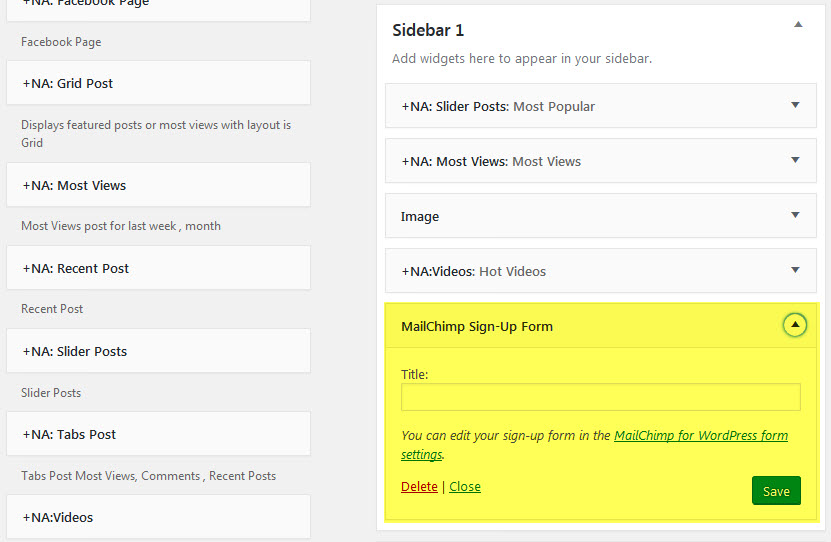 +NA: Facebook Page
Facebook Page
+NA: Grid Post
Displays featured posts or most views with layout is
Grid
+NA: Most Views
Most Views post for last week , month
+NA: Recent Post
Recent Post
+NA: Slider Posts
Slider Posts
+NA: Tabs Post
Tabs Post Most Views, Comments , Recent Posts
+NA:Videos
Sidebar 1
Add widgets here to appear in your sidebar.
+NA: Slider Posts: Most Popular
+NA: Most Views: Most Views
Image
+NA:Videos: Hot Videos
MailChimp Sign-Up Form
Title:
You can edit your sign-up form in the MailChimp for WordPress form
settings.
Delete | Close
Save